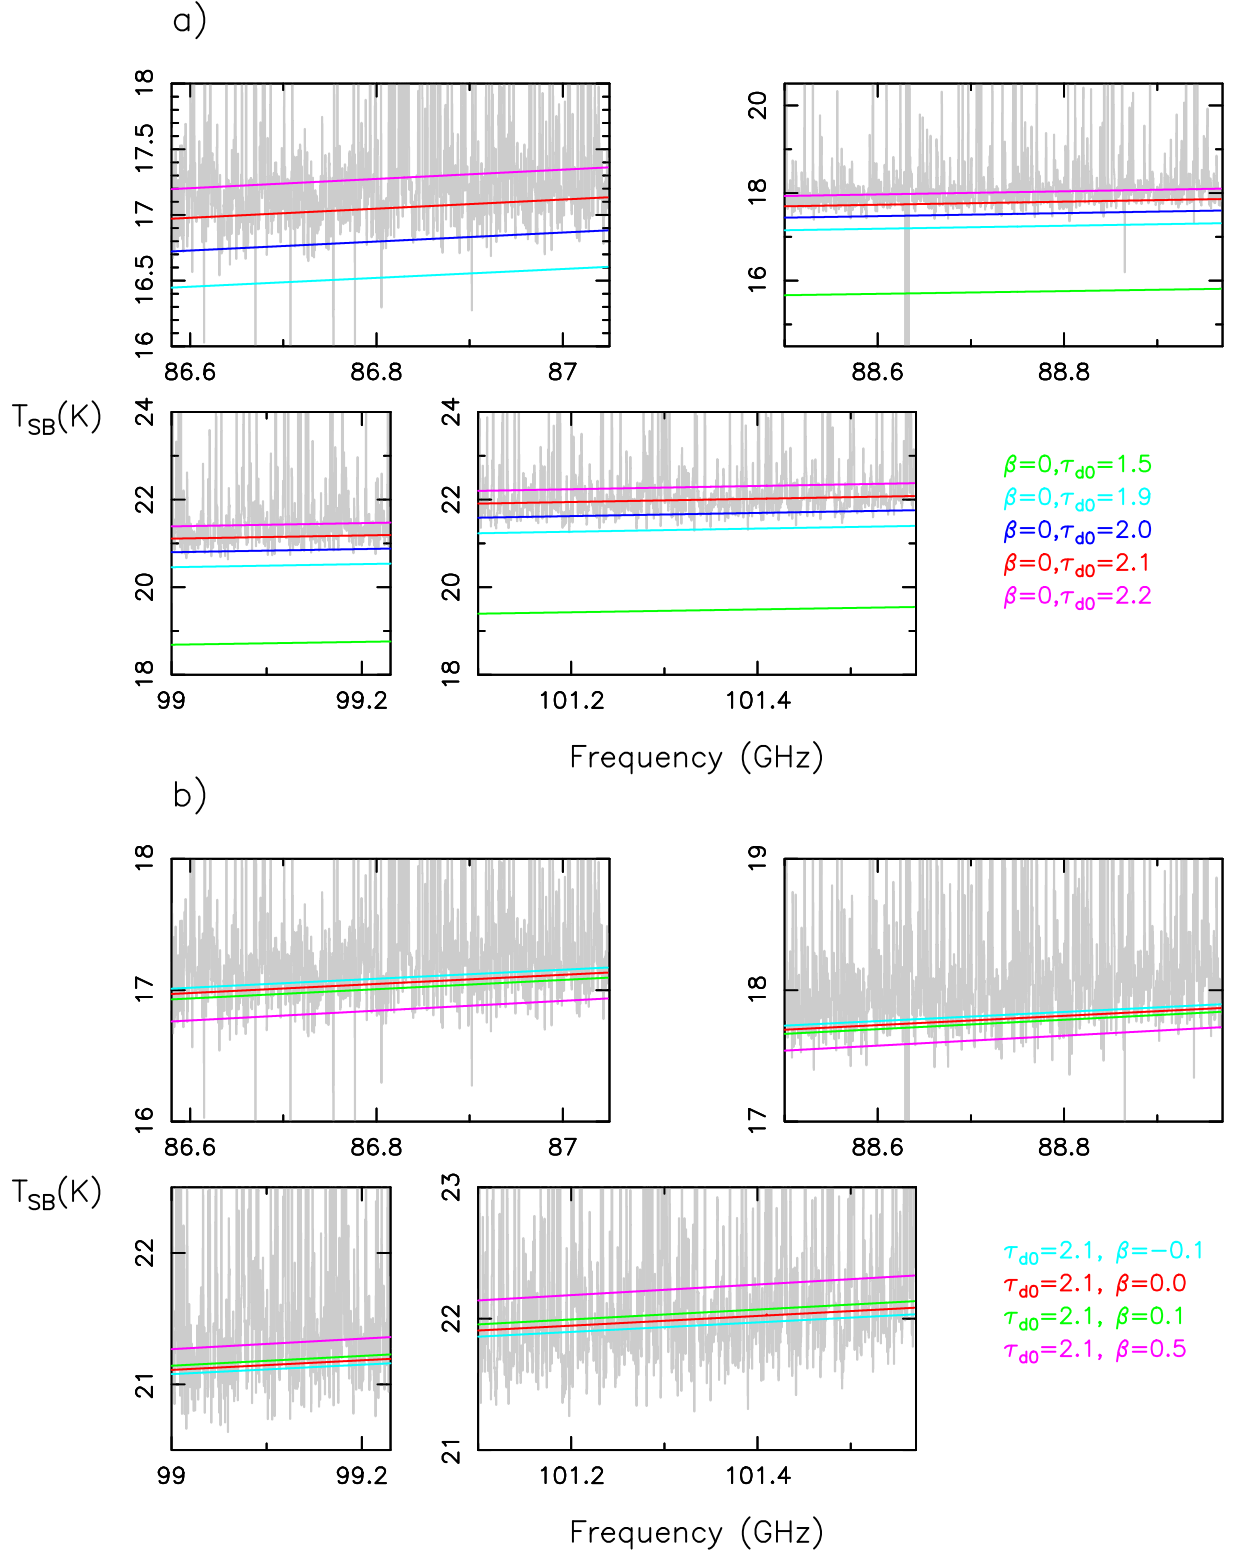 a)
18
17.5
17
16.5
16
86.6 86.8 87
20
18
16
88.6 88.8
T_SB(K)
24
22
20
18
99 99.2
24
22
20
18
101.2 101.4
β=0,τ_d0=1.5
β=0,τ_d0=1.9
β=0,τ_d0=2.0
β=0,τ_d0=2.1
β=0,τ_d0=2.2
Frequency (GHz)
b)
18
17
16
86.6 86.8 87
19
18
17
88.6 88.8
T_SB(K)
22
21
99 99.2
23
22
21
101.2 101.4
τ_d0=2.1, β=−0.1
τ_d0=2.1, β=0.0
τ_d0=2.1, β=0.1
τ_d0=2.1, β=0.5
Frequency (GHz)